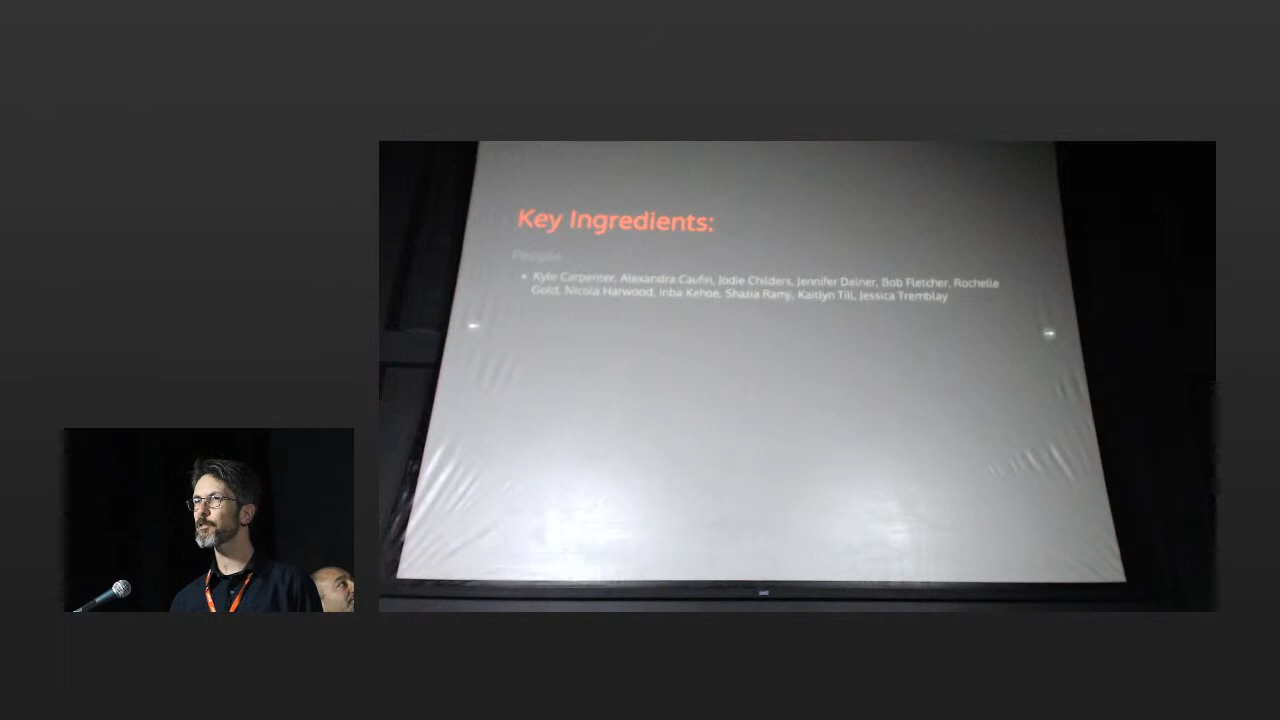 Key Ingredients:
People
• Kyle Carpenter, Alexandra Caufin, Jodie Childers, Jennifer Deiner, Bob Fletcher, Rochelle
Gold, Nicola Harwood, Inba Kehoe, Shazia Ramji, Kaitlyn Till, Jessica Tremblay